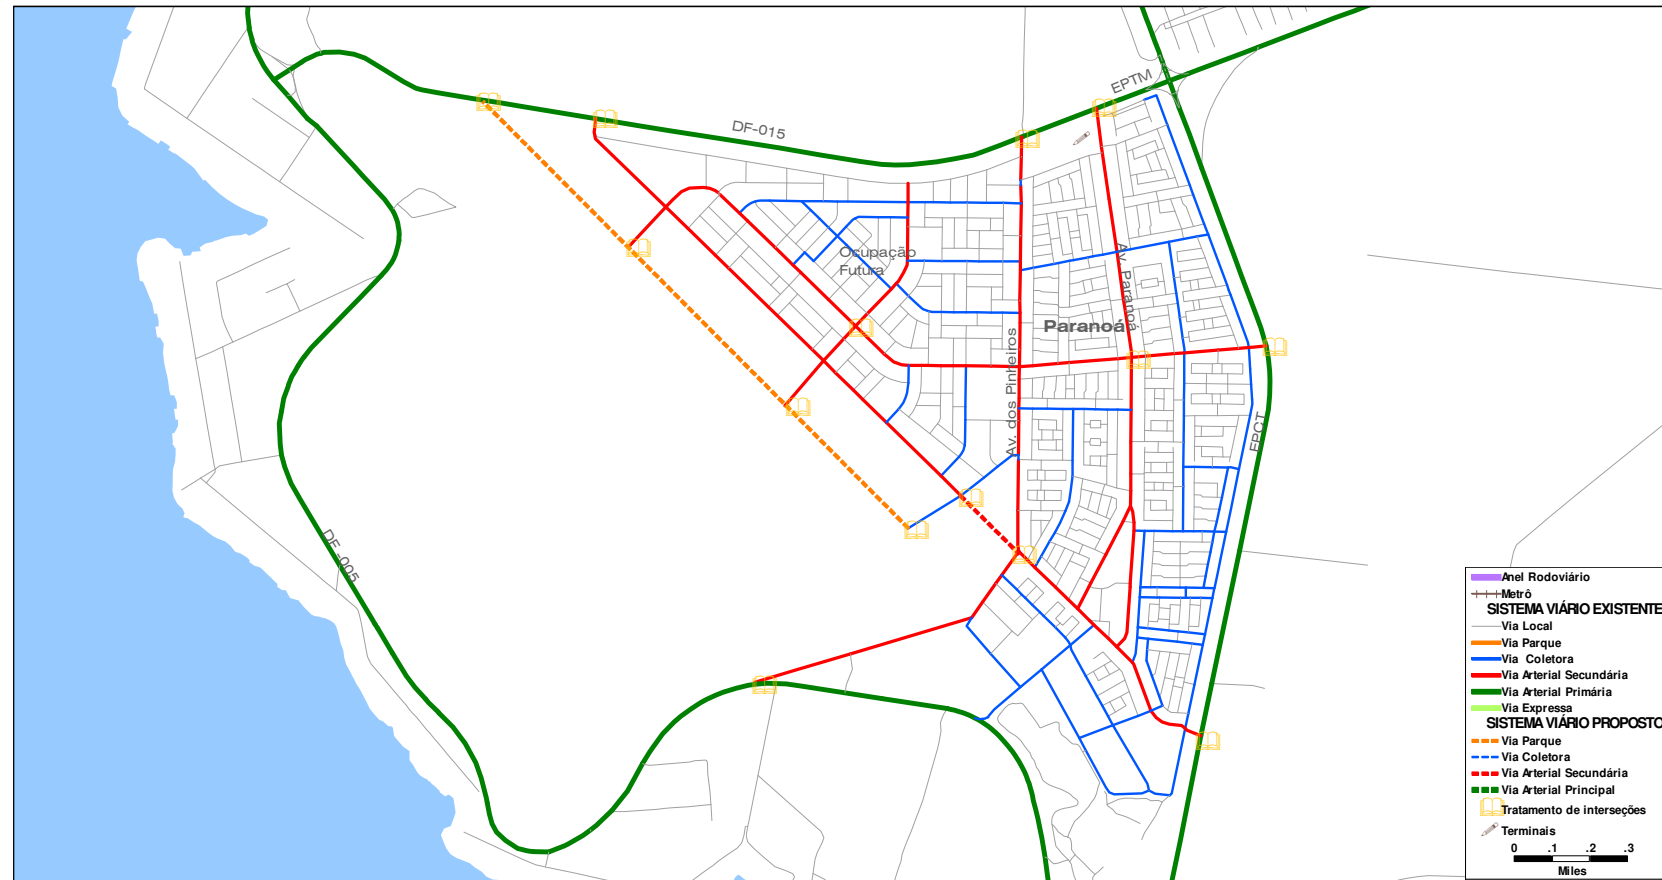 EPTM
DF-015
Ocupação
Futura
Av. Paranoá
Paranoá
Av. dos Pinheiros
EPCT
DF-005
Anel Rodoviário
Metrô
SISTEMA VIÁRIO EXISTENTE
Via Local
Via Parque
Via Coletora
Via Arterial Secundária
Via Arterial Primária
Via Expressa
SISTEMA VIÁRIO PROPOSTO
Via Parque
Via Coletora
Via Arterial Secundária
Via Arterial Principal
Tratamento de interseções
Terminais
0 .1 .2 .3
Miles